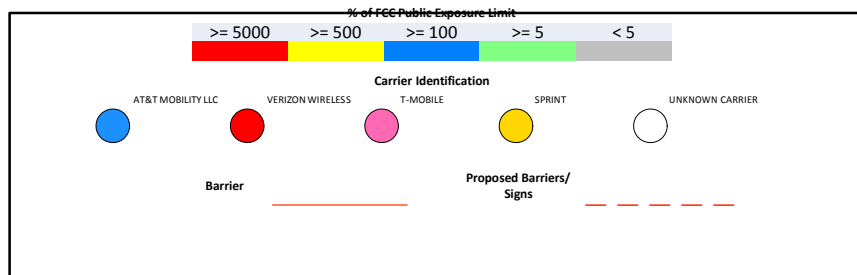 % of FCC Public Exposure Limit
>= 5000 >= 500 >= 100 >= 5 < 5
Carrier Identification
AT&T MOBILITY LLC VERIZON WIRELESS T-MOBILE SPRINT UNKNOWN CARRIER
Barrier
Proposed Barriers/
Signs